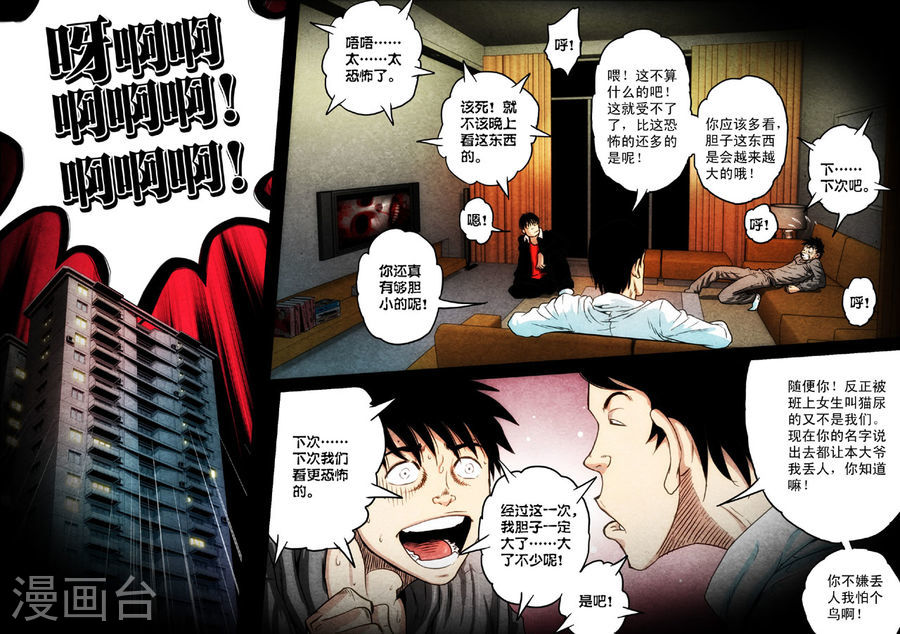 呀啊啊
啊啊啊！
啊啊啊！
唔唔……
太……太
恐怖了。
呼！
该死！就
不该晚上
看这东西
的。
喂！这不算
什么的吧！
这就受不了
了，比这恐
怖的还多的
是呢！
你应该多看，
胆子这东西
是会越来越
大的哦！
下……
下次吧。
嗯！
呼！
你还真
有够胆
小的呢！
呼！
下次……
下次我们
看更恐怖
的。
经过这一次，
我胆子一定
大了……大
了不少呢！
是吧！
随便你！反正被
班上女生叫猫尿
的又不是我们。
现在你的名字说
出去都让本大爷
我丢人，你知道
嘛！
你不嫌丢
人我怕个
鸟啊！
漫画台